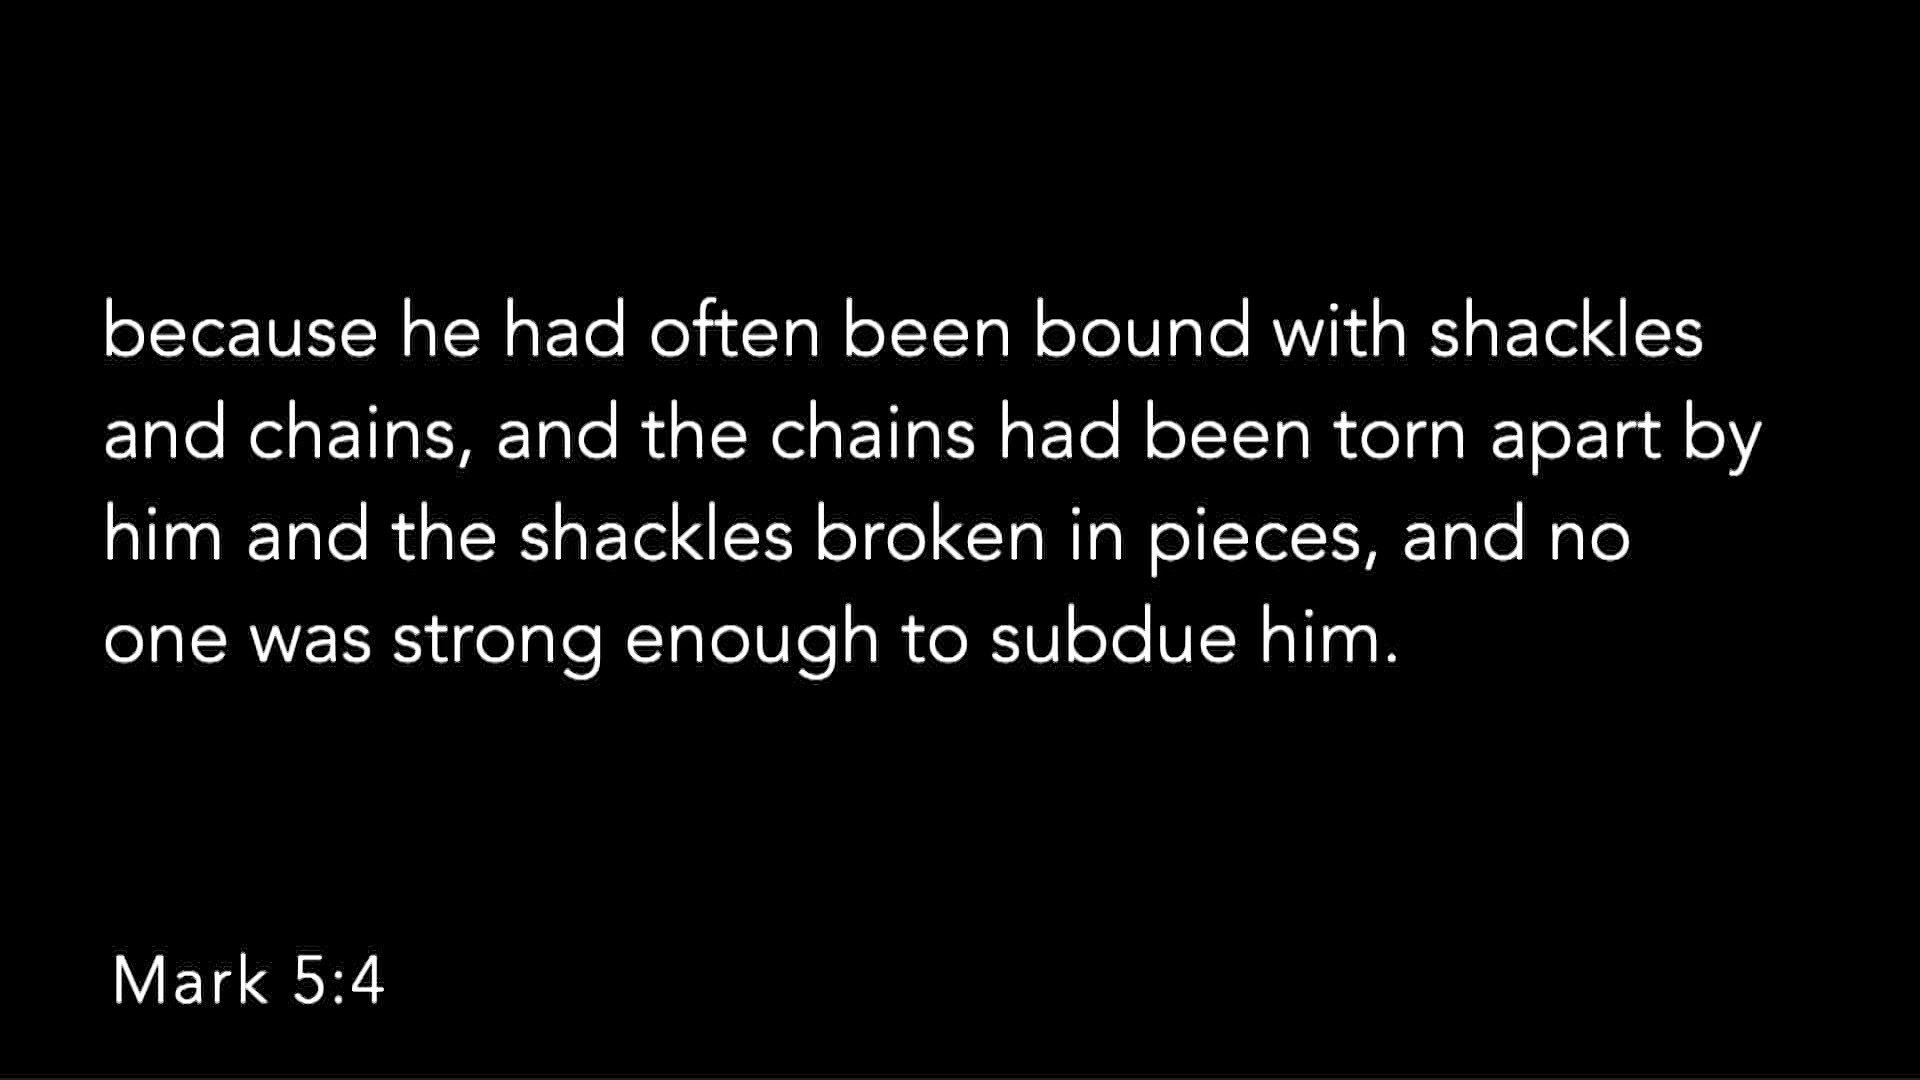 because he had often been bound with shackles
and chains, and the chains had been torn apart by
him and the shackles broken in pieces, and no
one was strong enough to subdue him.
Mark 5:4